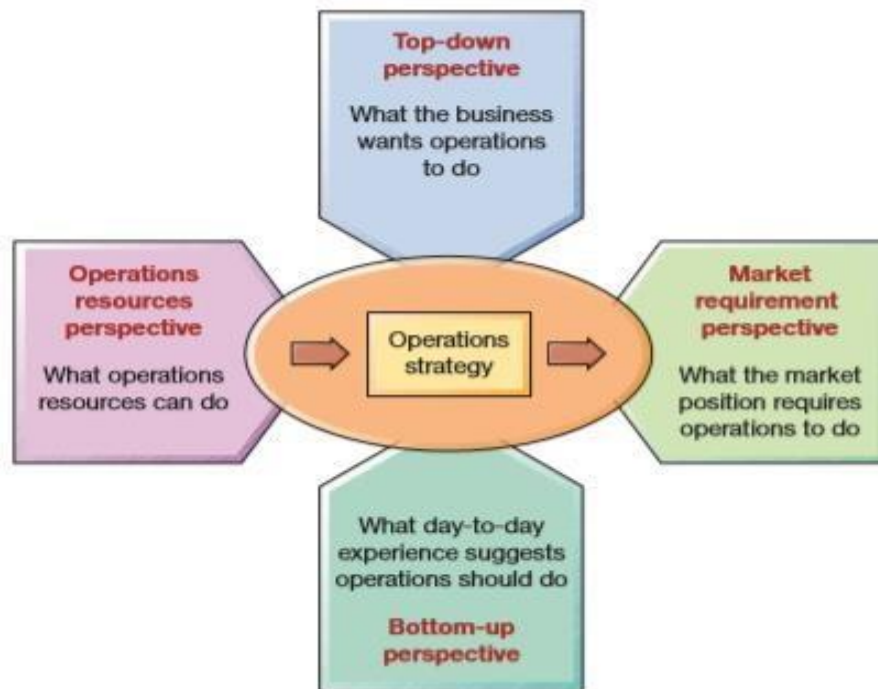 Top-down
perspective
What the business
wants operations
to do
Operations
resources
perspective
What operations
resources can do
Operations
strategy
Market
requirement
perspective
What the market
position requires
operations to do
What day-to-day
experience suggests
operations should do
Bottom-up
perspective